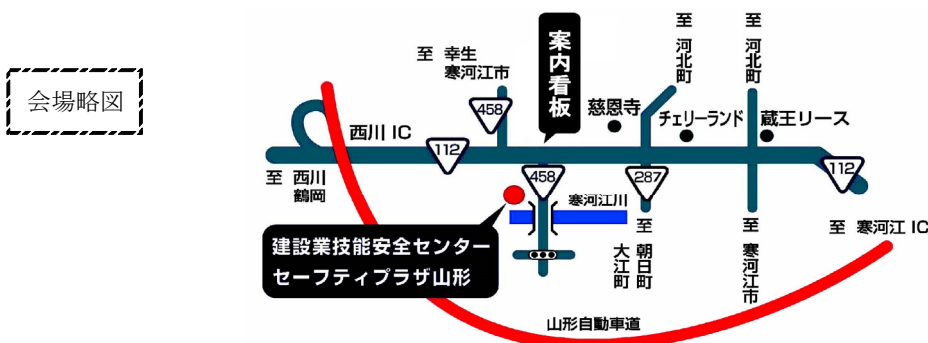 会場略図
至 幸生
寒河江市
458
案内看板
慈恩寺
至 河北町
チェリーランド
至 河北町
蔵王リース
西川 IC
112
458
287
112
至 西川
鶴岡
寒河江川
建設業技能安全センター
セーフティプラザ山形
至 朝日町
大江町
至 寒河江市
至 寒河江 IC
山形自動車道